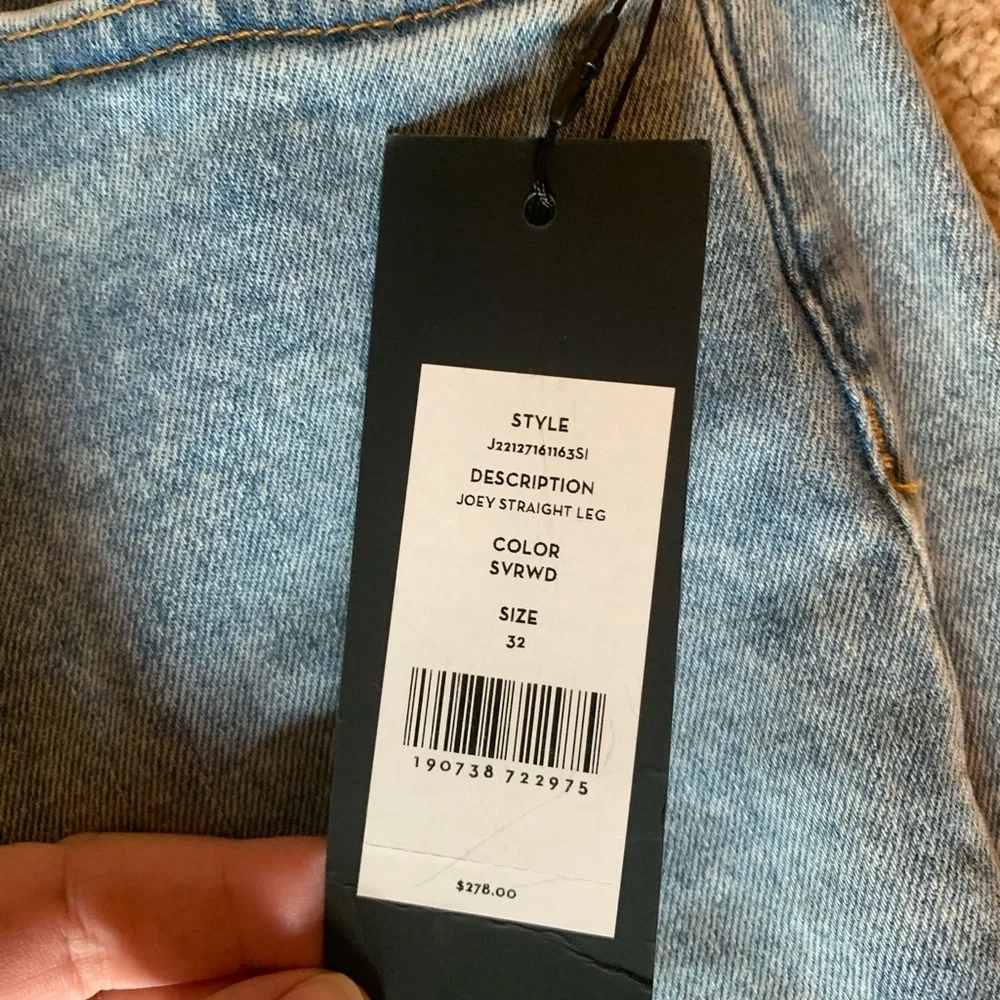 STYLE
J22127161163SI
DESCRIPTION
JOEY STRAIGHT LEG
COLOR
SVRWD
SIZE
32
190738 722975
$278.00